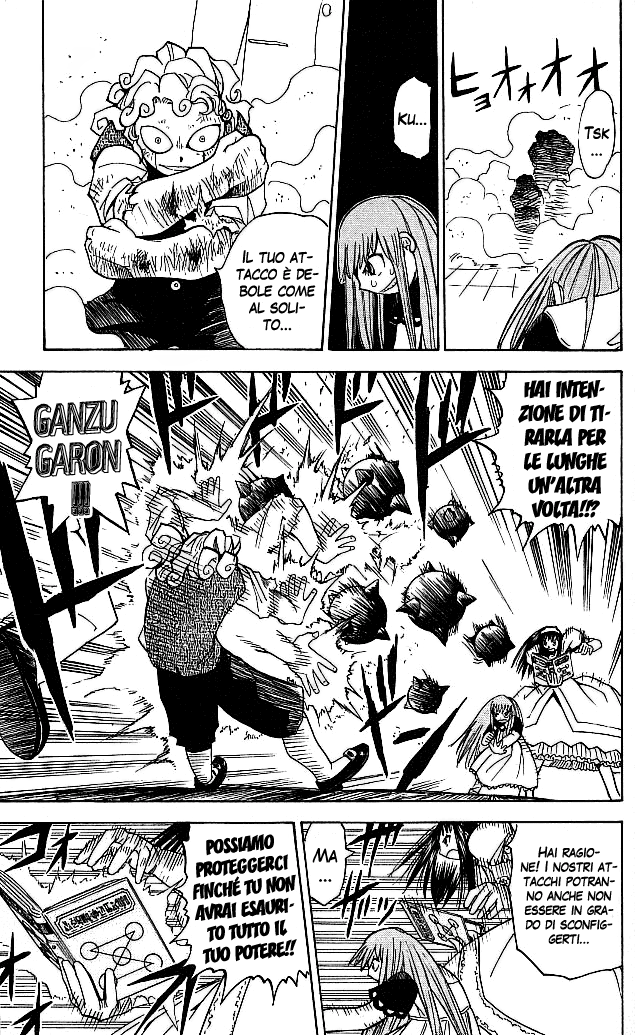 ヒョオオオオ
TSK
...
KU...
IL TUO AT-
TACCO È DE-
BOLE COME
AL SOLI-
TO...
HAI INTEN-
ZIONE DI TI-
RARLA PER
LE LUNGHE
UN'ALTRA
VOLTA!!?
GANZU
GARON
!!!
HAI RAGIO-
NE! I NOSTRI AT-
TACCHI POTRAN-
NO ANCHE NON
ESSERE IN GRA-
DO DI SCONFIG-
GERTI...
MA
...
POSSIAMO
PROTEGGERCI
FINCHÉ TU NON
AVRAI ESAURI-
TO TUTTO IL
TUO POTERE!!